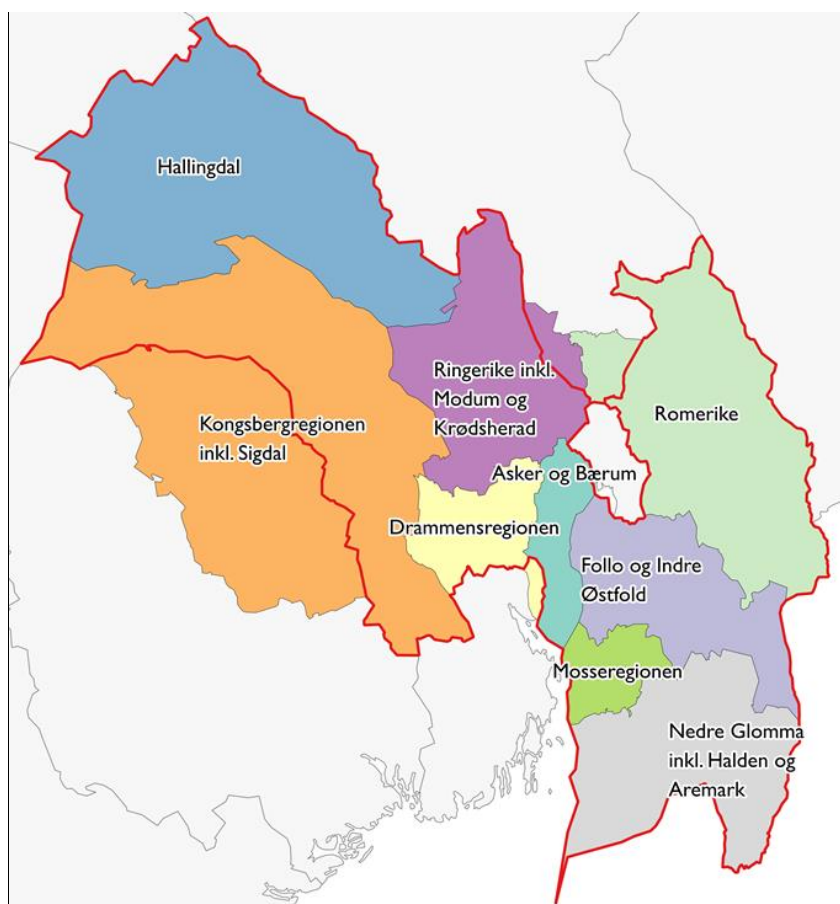 Hallingdal
Ringerike inkl.
Modum og
Krødsherad
Romerike
Kongsbergregionen
inkl. Sigdal
Asker og Bærum
Drammensregionen
Follo og Indre
Østfold
Mosseregionen
Nedre Glomma
inkl. Halden og
Aremark